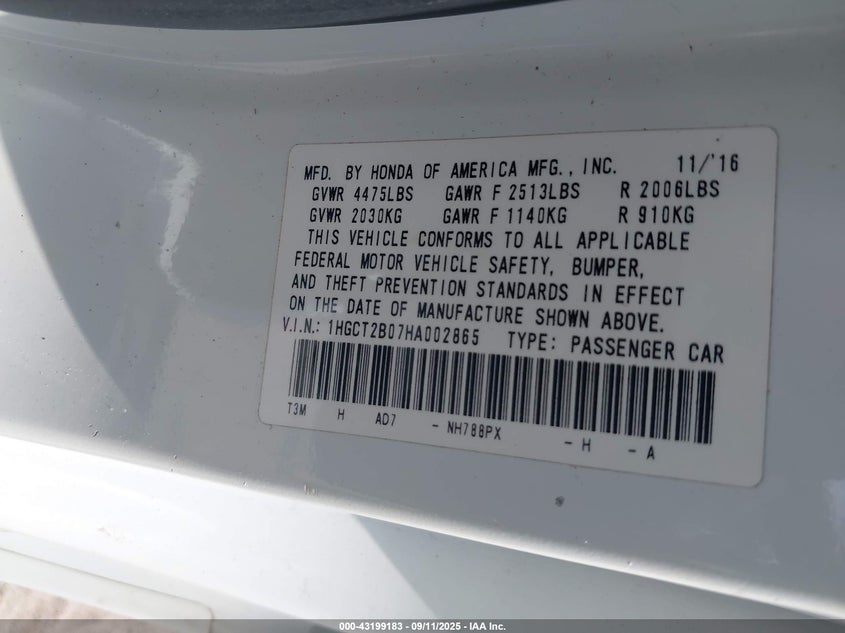 MFD. BY HONDA OF AMERICA MFG., INC. 11/'16
GVWR 4475LBS GAWR F 2513LBS R 2006LBS
GVWR 2030KG GAWR F 1140KG R 910KG
THIS VEHICLE CONFORMS TO ALL APPLICABLE
FEDERAL MOTOR VEHICLE SAFETY, BUMPER,
AND THEFT PREVENTION STANDARDS IN EFFECT
ON THE DATE OF MANUFACTURE SHOWN ABOVE.
V.I.N.: 1HGCT2B07HA002865 TYPE: PASSENGER CAR
T3M H AD7 - NH788PX - H - A
000-43199183 - 09/11/2025 - IAA Inc.